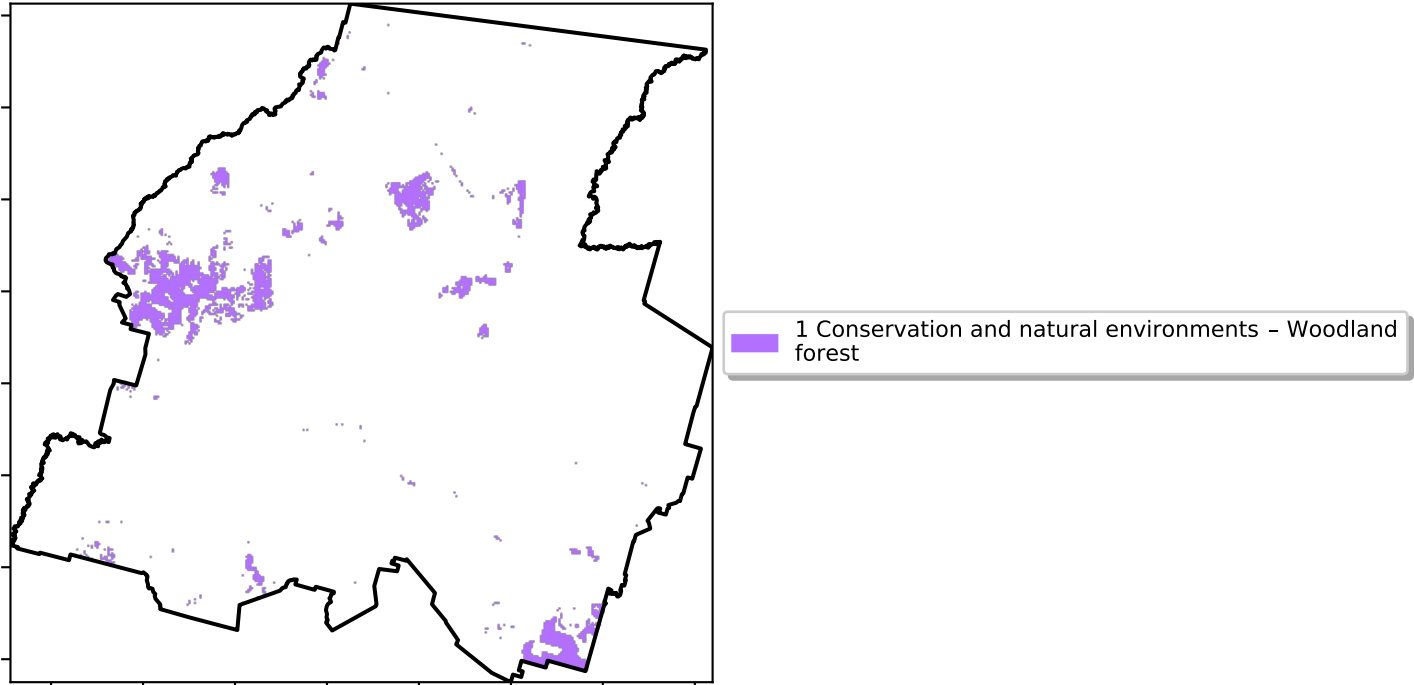 1 Conservation and natural environments – Woodland
forest